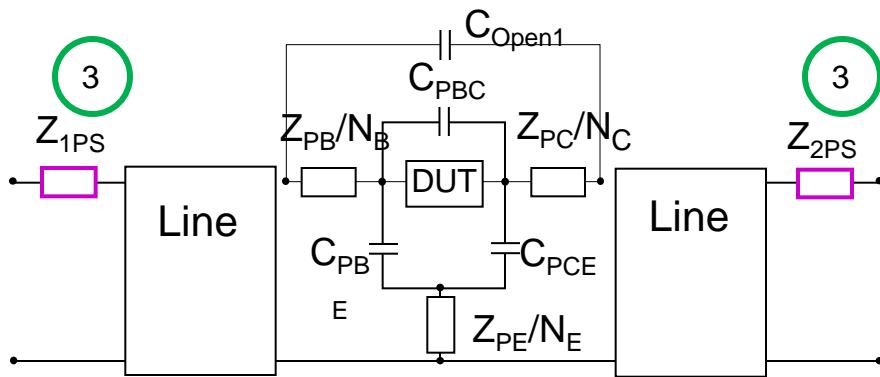 C_Open1
3
C_PBC
3
Z_1PS
Z_PB/N_B
Z_PC/N_C
Z_2PS
DUT
Line
Line
C_PB
E
C_PCE
Z_PE/N_E